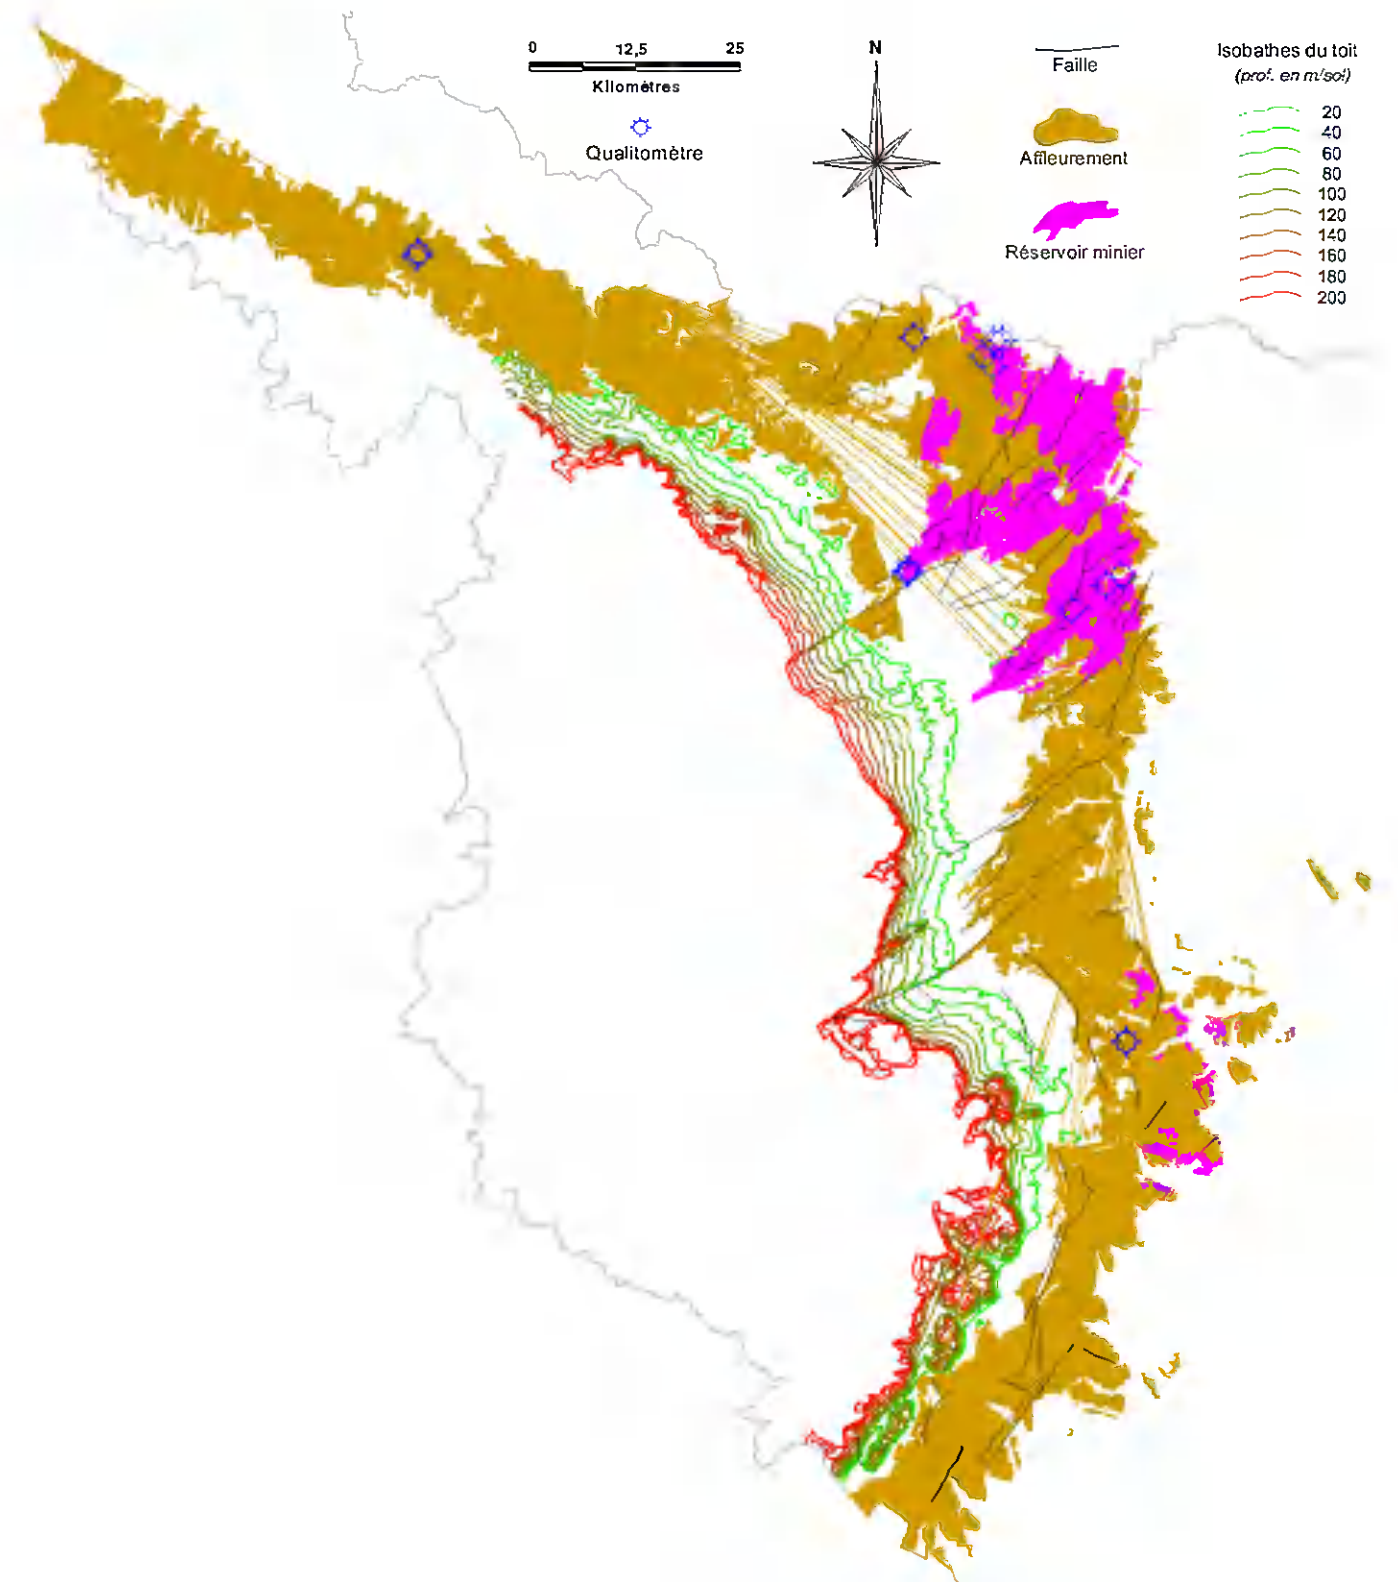 0 12,5 25
Kilomètres
Qualitomètre
N
Faille
Affleurement
Réservoir minier
Isobathes du toit
(prof. en m/sol)
20
40
60
80
100
120
140
160
180
200